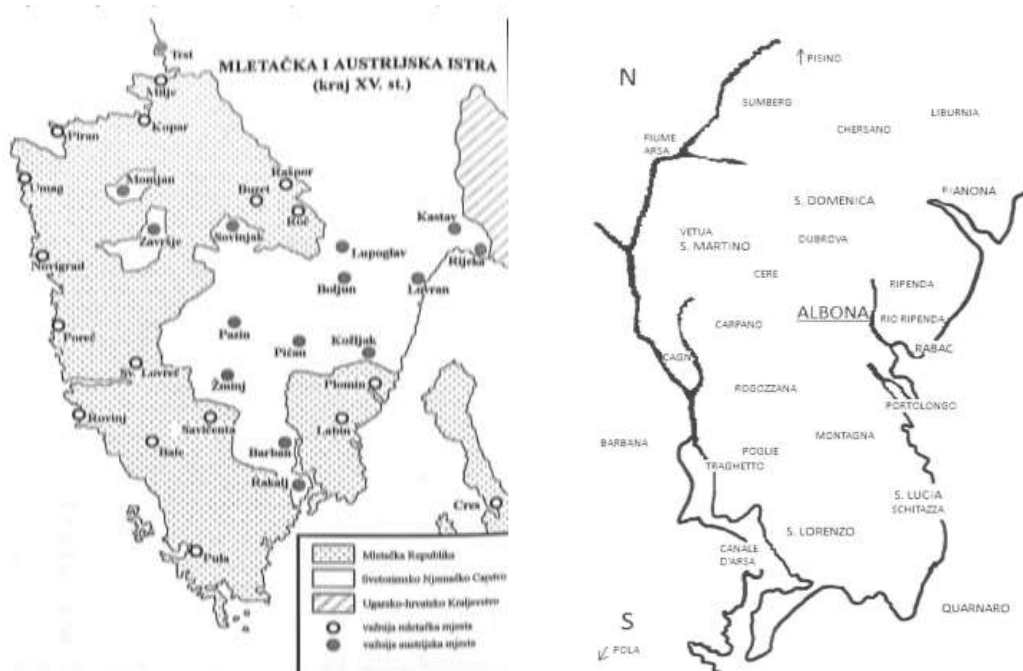 MLETAČKA I AUSTRIJSKA ISTRA
(kraj XV. st.)
Trst
Milje
Kopar
Piran
Umag
Momjan
Buzet
Rašpor
Roč
Završje
Sovinjak
Novigrad
Kastav
Lupoglav
Rijeka
Boljun
Lovran
Poreč
Pazin
Pićan
Kožljak
Sv. Lovreč
Žminj
Plomin
Rovinj
Savičenta
Labin
Bale
Barban
Rakalj
Cres
Pula
Mletačka Republika
Ugarsko-hrvatsko Kraljevstvo
važnija mletačka mjesta
važnija austrijska mjesta
N
PISINO
SUMBERG
LIBURNIA
CHERSANO
FIUME
ARSA
PIANONA
S. DOMENICA
VETUA
S. MARTINO
DUBROVA
CERE
RIPENDA
ALBONA
RIO RIPENDA
CARPANO
RABAC
CAGN
ROGOZZANA
PORTOLONGO
BARBANA
MONTAGNA
POGLIE
TRAGHETTO
S. LUCIA
SCHITAZZA
S. LORENZO
CANALE
D'ARSA
QUARNARO
S
POLA